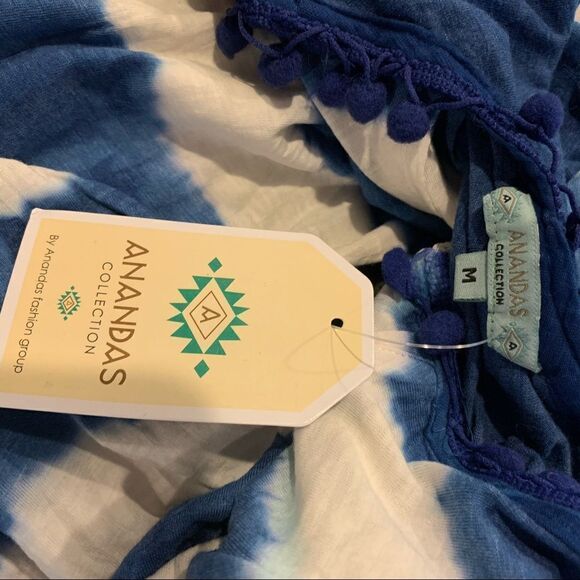 A
ANANDAS
COLLECTION
By Anandas fashion group
A
ANANDAS
COLLECTION
A
M